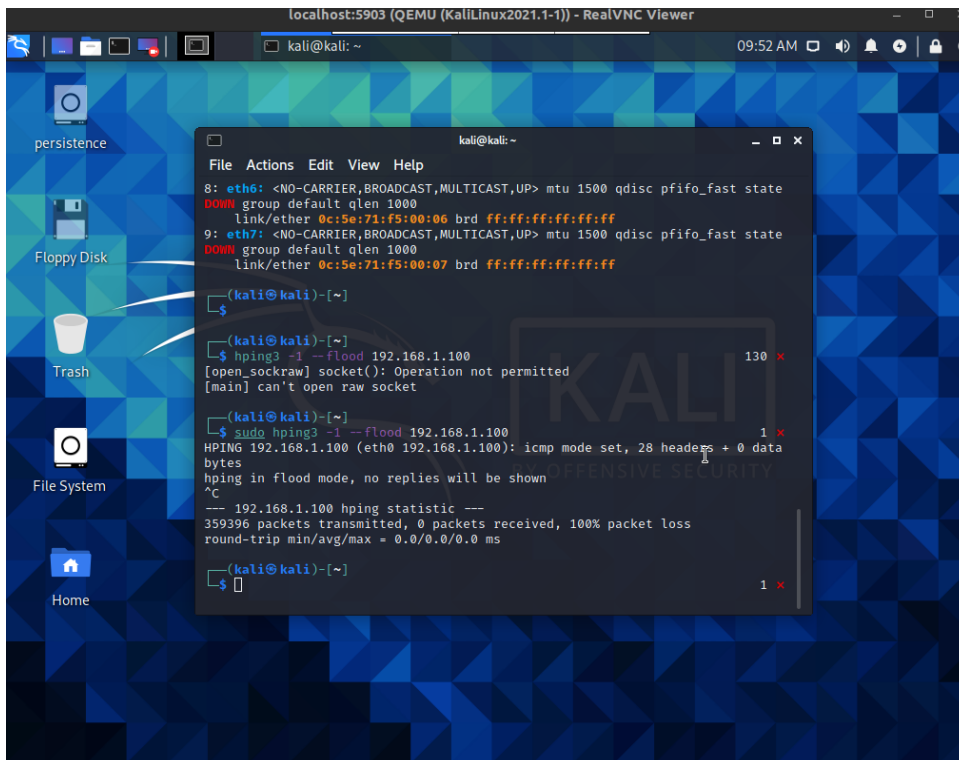 localhost:5903 (QEMU (KaliLinux2021.1-1)) - RealVNC Viewer
kali@kali: ~
09:52 AM
persistence
Floppy Disk
Trash
File System
Home
kali@kali: ~
File Actions Edit View Help
8: eth6: <NO-CARRIER,BROADCAST,MULTICAST,UP> mtu 1500 qdisc pfifo_fast state
DOWN group default qlen 1000
link/ether 0c:5e:71:f5:00:06 brd ff:ff:ff:ff:ff:ff
9: eth7: <NO-CARRIER,BROADCAST,MULTICAST,UP> mtu 1500 qdisc pfifo_fast state
DOWN group default qlen 1000
link/ether 0c:5e:71:f5:00:07 brd ff:ff:ff:ff:ff:ff
┌──(kali㉿kali)-[~]
└─$
┌──(kali㉿kali)-[~]
└─$ hping3 -1 --flood 192.168.1.100 130 ⨯
[open_sockraw] socket(): Operation not permitted
[main] can't open raw socket
┌──(kali㉿kali)-[~]
└─$ sudo hping3 -1 --flood 192.168.1.100 1 ⨯
HPING 192.168.1.100 (eth0 192.168.1.100): icmp mode set, 28 headers + 0 data
bytes
hping in flood mode, no replies will be shown
^C
--- 192.168.1.100 hping statistic ---
359396 packets transmitted, 0 packets received, 100% packet loss
round-trip min/avg/max = 0.0/0.0/0.0 ms
┌──(kali㉿kali)-[~]
└─$ 1 ⨯
KALI
BY OFFENSIVE SECURITY